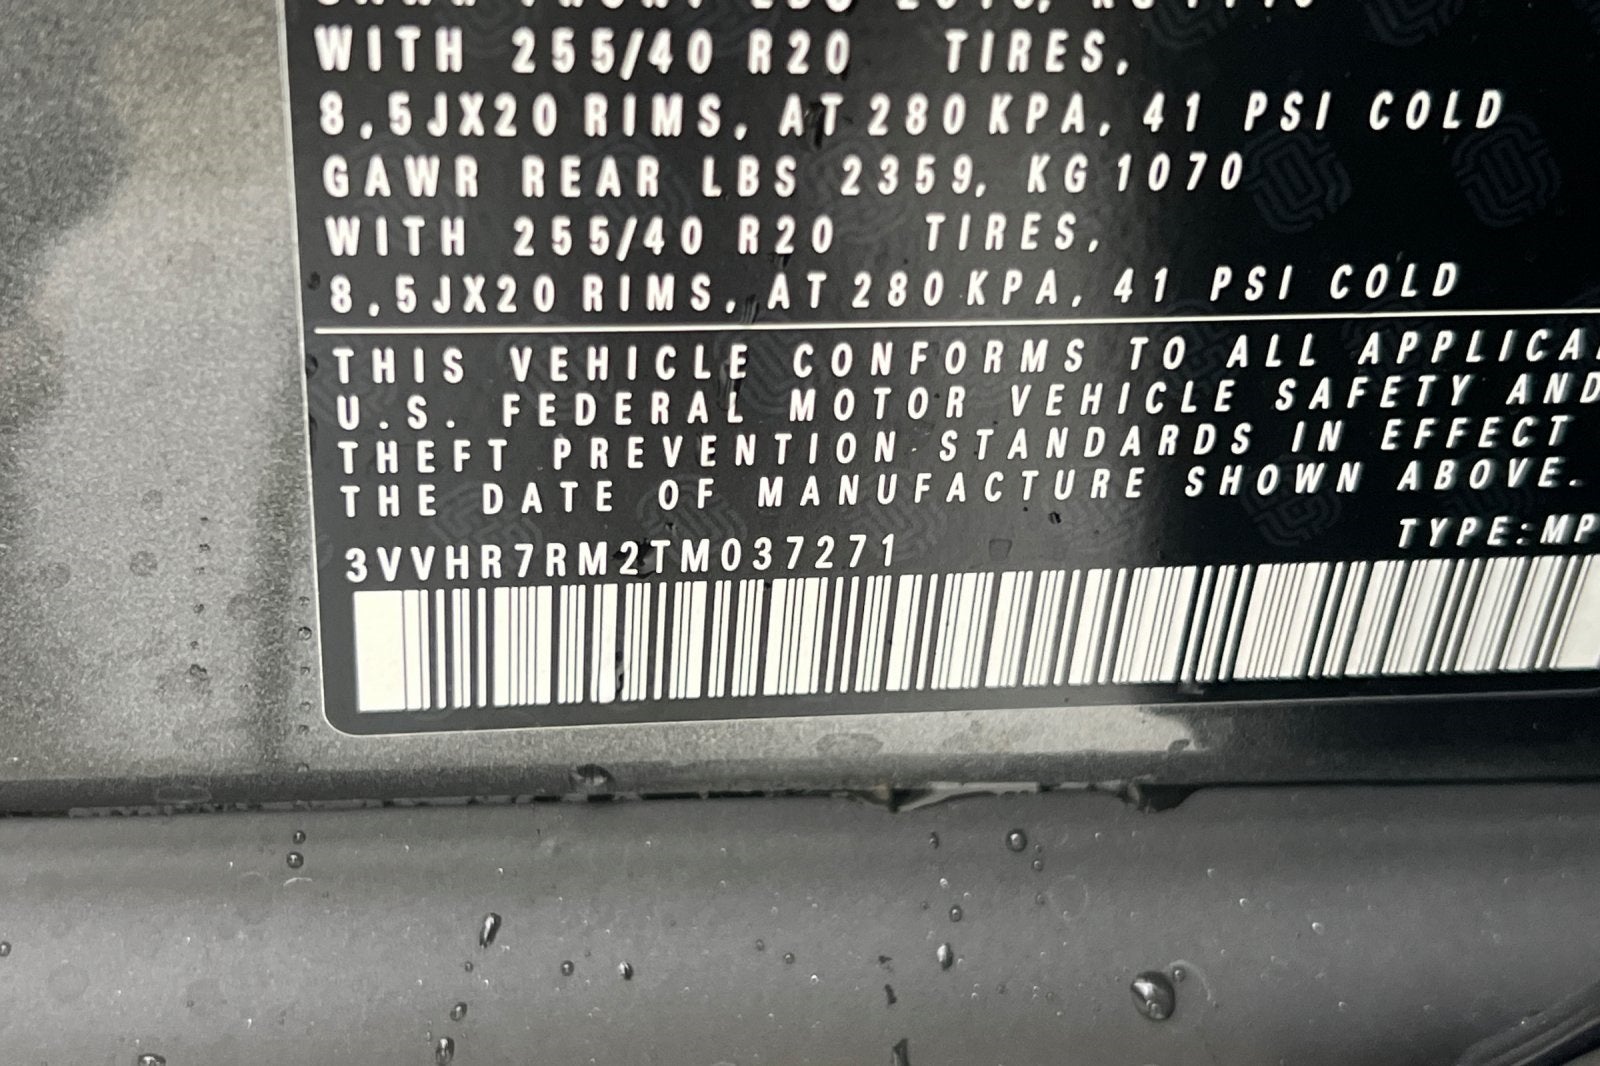 WITH 255/40 R20 TIRES,
8,5JX20 RIMS, AT 280 KPA, 41 PSI COLD
GAWR REAR LBS 2359, KG 1070
WITH 255/40 R20 TIRES,
8,5JX20 RIMS, AT 280 KPA, 41 PSI COLD
THIS VEHICLE CONFORMS TO ALL APPLICA
U.S. FEDERAL MOTOR VEHICLE SAFETY AND
THEFT PREVENTION STANDARDS IN EFFECT
THE DATE OF MANUFACTURE SHOWN ABOVE.
3VVHR7RM2TM037271 TYPE:MP